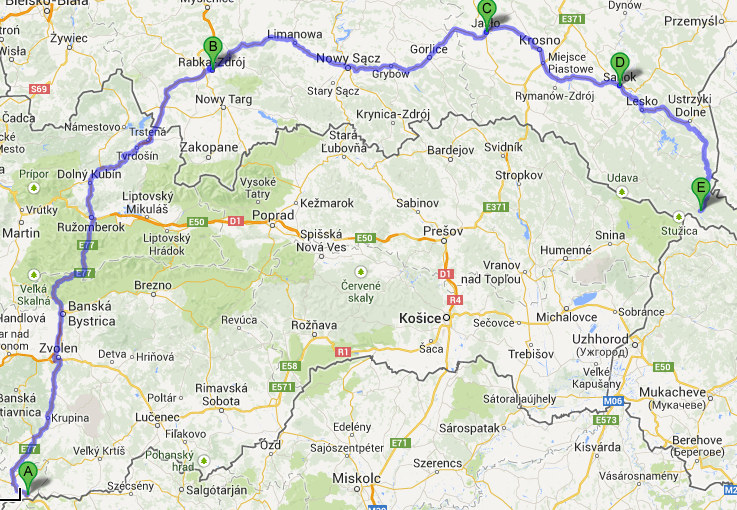 Bielsko-Biała
Myślenice
Dynów
Przemyśl
Żywiec
Wisła
S69
Limanowa
Nowy Sącz
Grybów
Stary Sącz
Gorlice
C
Jasło
E371
Krosno
Miejsce
Piastowe
Rymanów-Zdrój
D
Sanok
Lesko
Ustrzyki
Dolne
B
Rabka-Zdrój
Nowy Targ
Krynica-Zdrój
Čadca
Námestovo
Trstená
Tvrdošín
Zakopane
Stará
Ľubovňa
Bardejov
Svidník
Stropkov
E371
Udava
E
Stužica
Prípor
Vrútky
Martin
Dolný Kubín
Liptovský
Mikuláš
Ružomberok
E50
D1
Liptovský
Hrádok
Vysoké
Tatry
Poprad
Kežmarok
Spišská
Nová Ves
E50
Sabinov
Prešov
D1
R4
Snina
Humenné
Vranov
nad Topľou
E77
E77
Veľká
Skalná
Brezno
Banská
Bystrica
Handlová
Červené
skaly
Revúca
Rožňava
Košice
Sečovce
Michalovce
Sobrance
Šaca
Trebišov
Uzhhorod
(Ужгород)
E50
Zvolen
Detva
Hriňová
E58
R1
E571
Rimavská
Sobota
Poltár
Lučenec
Fiľakovo
Krupina
E77
Veľký Krtíš
Pohanský
hrad
Veľké
Kapušany
Mukacheve
(Мукачеве)
M06
E573
Berehove
(Берегове)
Sátoraljaújhely
Sárospatak
Kisvárda
Vásárosnamény
Edelény
Sajószentpéter
E71
Ózd
Szerencs
Miskolc
Salgótarján
Szécsény
A